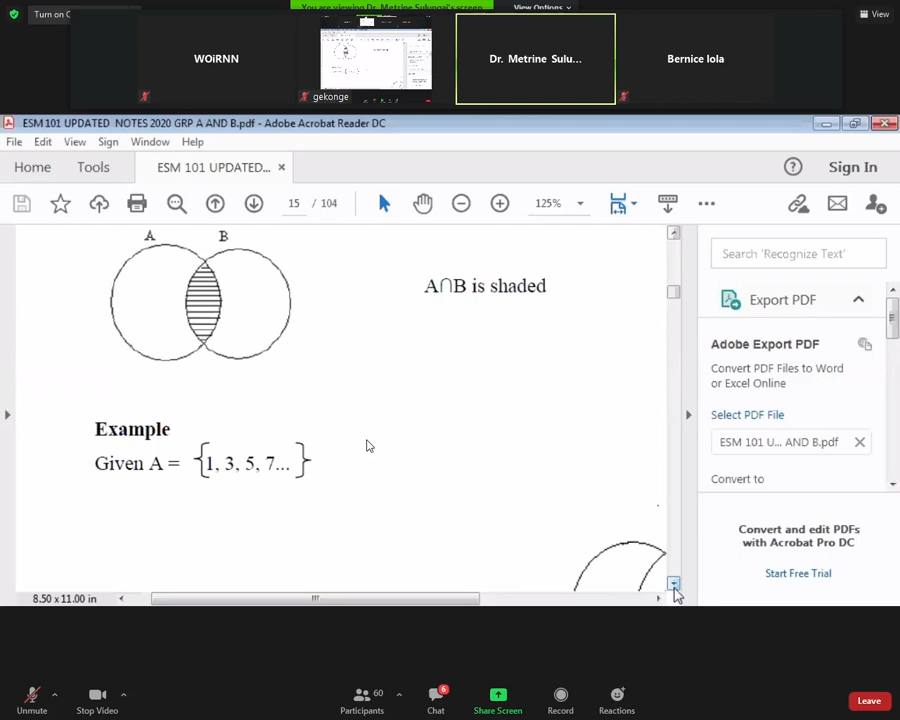 You are viewing Dr. Metrine Sulungai's screen
View Options
Turn on C
View
WOiRNN
gekonge
Dr. Metrine Sulu...
Bernice lola
ESM 101 UPDATED NOTES 2020 GRP A AND B.pdf - Adobe Acrobat Reader DC
File Edit View Sign Window Help
Home Tools ESM 101 UPDATED... × Sign In
15 / 104 125%
A B
A∩B is shaded
Example
Given A = {1, 3, 5, 7... }
8.50 x 11.00 in
Search 'Recognize Text'
Export PDF
Adobe Export PDF
Convert PDF Files to Word
or Excel Online
Select PDF File
ESM 101 U... AND B.pdf
Convert to
Convert and edit PDFs
with Acrobat Pro DC
Start Free Trial
Unmute Stop Video Participants 60 Chat 6 Share Screen Record Reactions Leave